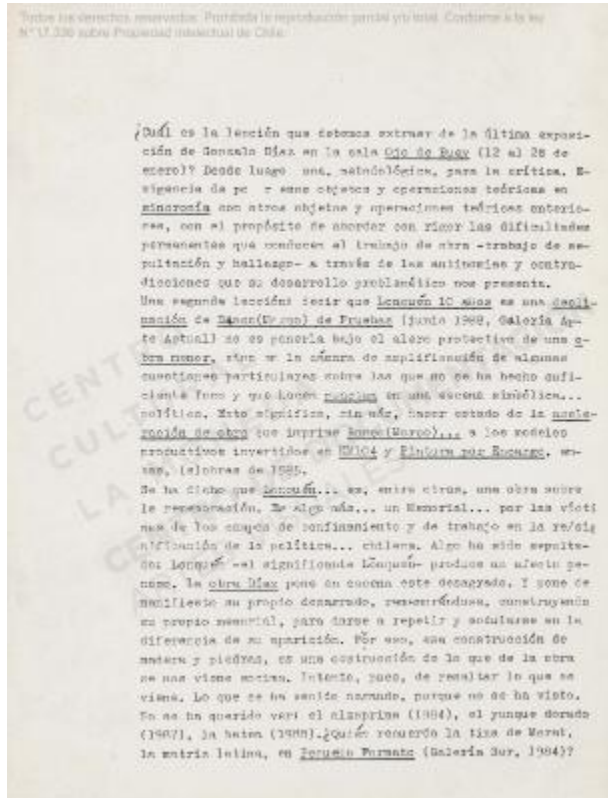 Todos los derechos reservados. Prohibida la reproducción parcial y/o total. Conforme a la ley
N° 17.336 sobre Propiedad Intelectual de Chile.
¿Cuál es la lección que debemos extraer de la última exposi-
ción de Gonzalo Díaz en la sala Ojo de Buey (12 al 28 de
enero)? Desde luego una, metodológica, para la crítica. E-
xigencia de po r esos objetos y operaciones teóricas en
sincronía con otros objetos y operaciones teóricas anterio-
res, con el propósito de abordar con rigor las dificultades
permanentes que conducen el trabajo de obra -trabajo de se-
pultación y hallazgo- a través de las antinomias y contra-
dicciones que su desarrollo problemático nos presenta.
Una segunda lección: decir que Lonquén 10 años es una decli-
nación de Banco(Marco) de Pruebas (junio 1988, Galería Ar-
te Actual) no es ponerla bajo el alero protectivo de una o-
bra menor, sino en la cámara de amplificación de algunas
cuestiones particulares sobre las que no se ha hecho sufi-
ciente foco y que hacen en una escena simbólica...
política. Esto significa, sin más, hacer estado de la acele-
ración de obra que imprime Banco(Marco)... a los modelos
productivos invertidos en KM104 y Pintura por Encargo, am-
bas, (s)obras de 1985.
Se ha dicho que Lonquén... es, entre otras, una obra sobre
la rememoración. Es algo más... un Memorial... por las vícti
mas de los campos de confinamiento y de trabajo en la re/sig
nificación de la política... chilena. Algo ha sido sepulta-
do: Lonquén -el significante Lonquén- produce un efecto pe-
noso. la obra Díaz pone en escena este desagrado. Y pone de
manifiesto su propio desarrado, rememorándose, construyendo
su propio memorial, para darse a repetir y modularse en la
diferencia de su aparición. Por eso, esa construcción de
madera y piedras, es una construcción de lo que de la obra
se nos viene encima. Intento, pues, de resaltar lo que se
viene. Lo que se ha venido narrando, porque no se ha visto.
No se ha querido ver: el alzaprima (1984), el yunque dorado
(1987), la (1988).¿Quién recuerda la tiza de Marat,
la matriz latina, en Pequeño Formato (Galería Sur, 1984)?